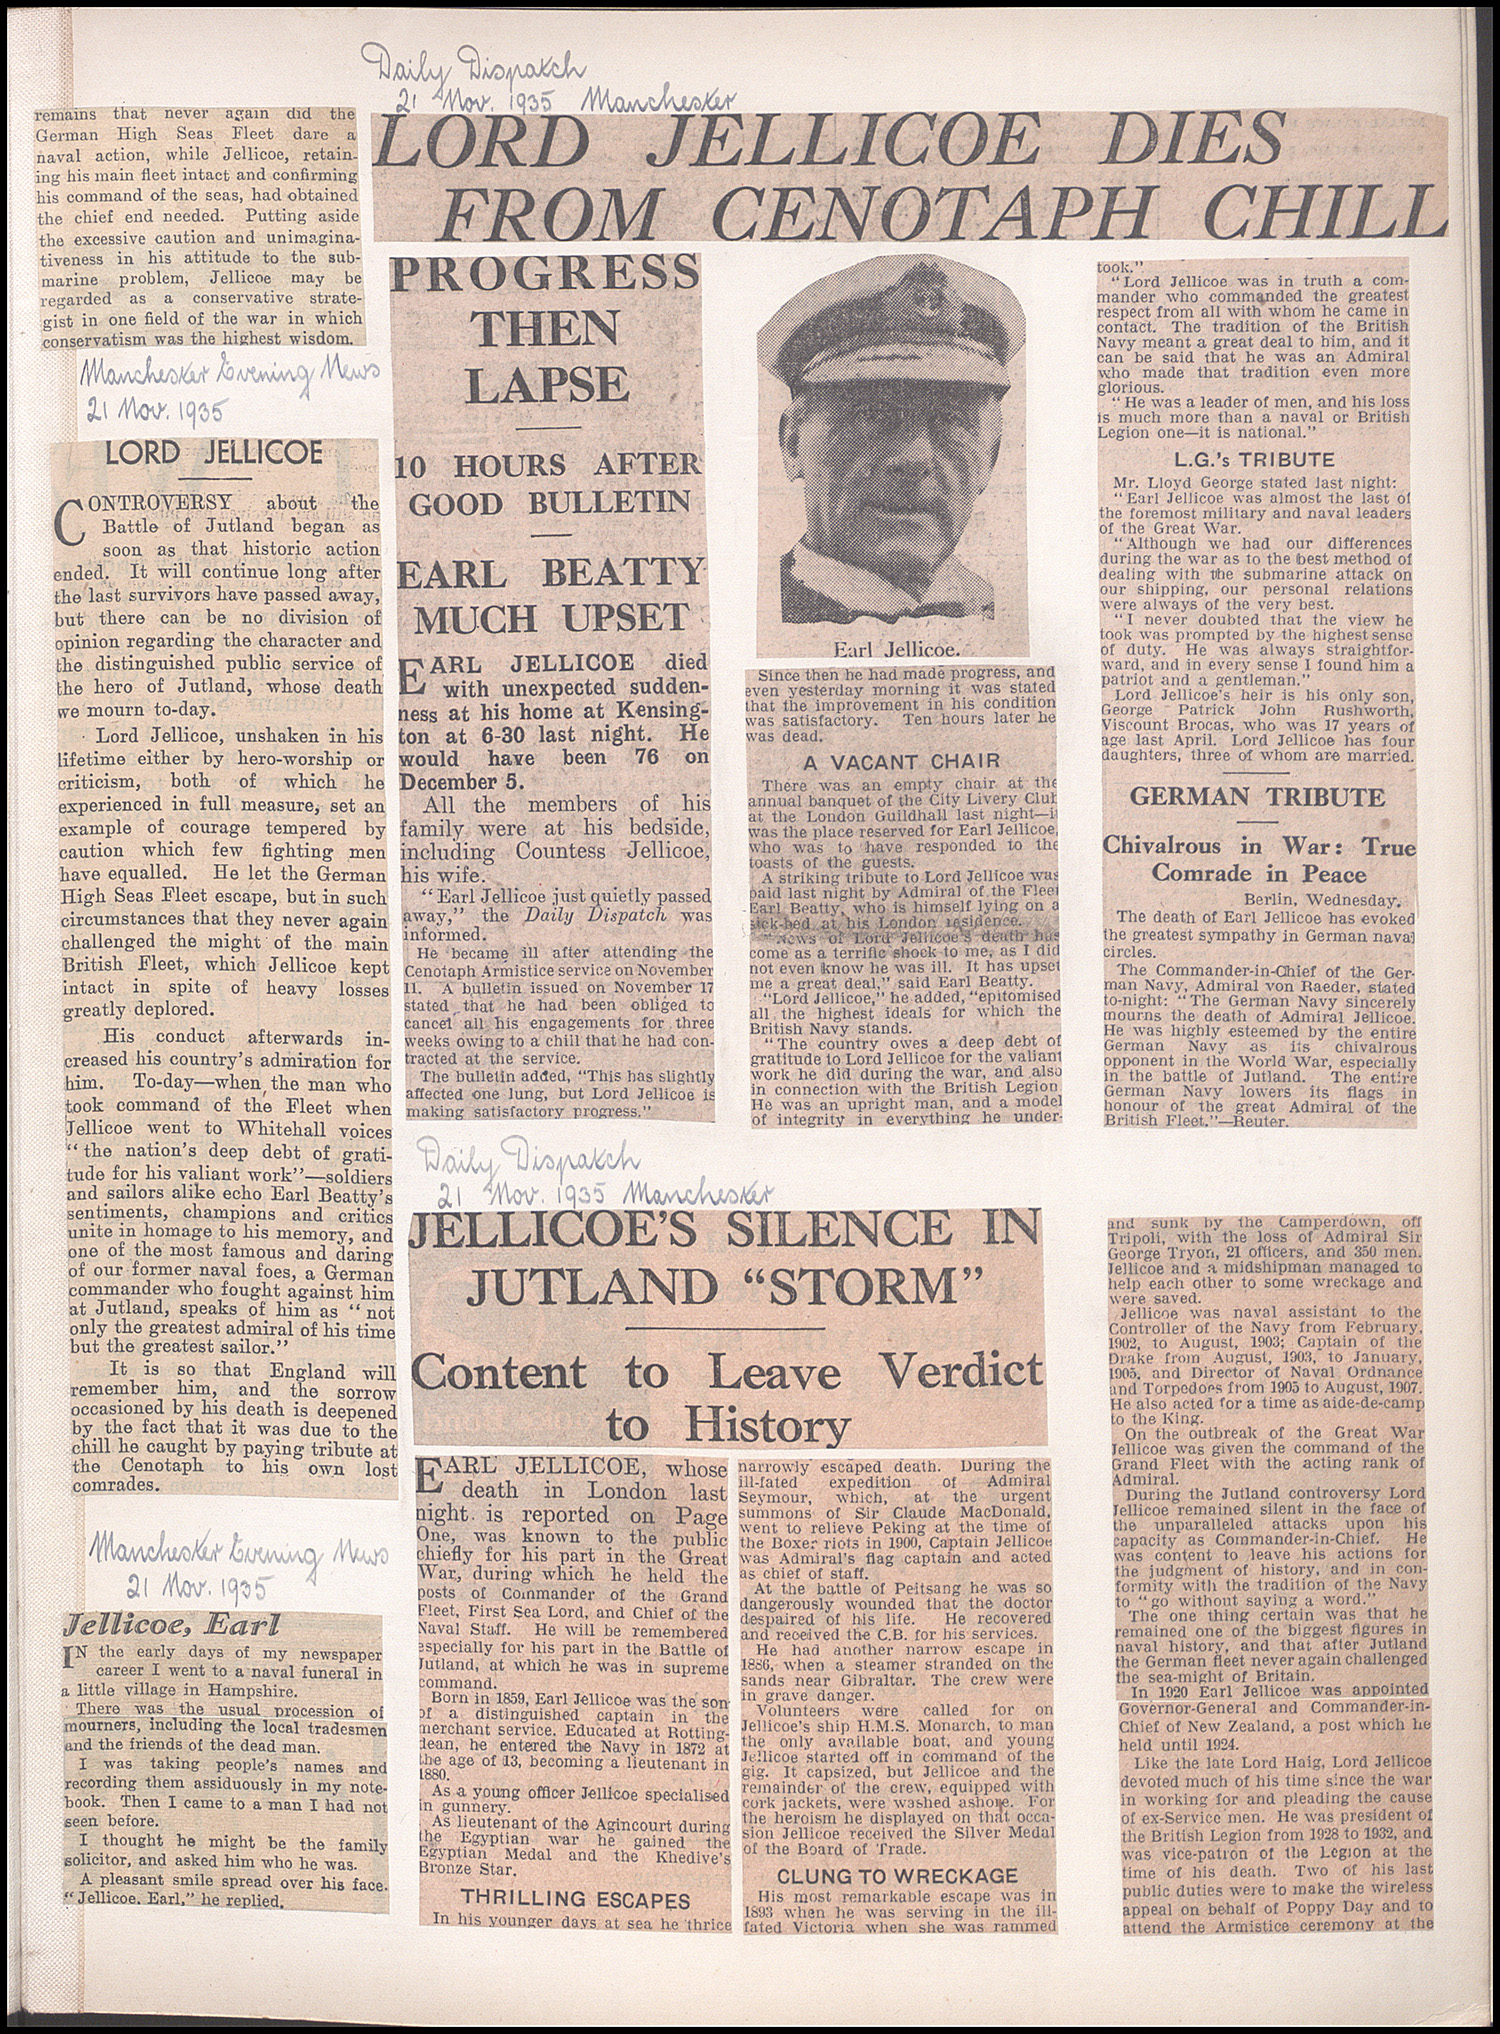 remains that never again did the
German High Seas Fleet dare a
naval action, while Jellicoe, retain-
ing his main fleet intact and confirming
his command of the seas, had obtained
the chief end needed. Putting aside
the excessive caution and unimagina-
tiveness in his attitude to the sub-
marine problem, Jellicoe may be
regarded as a conservative strate-
gist in one field of the war in which
conservatism was the highest wisdom.
Manchester Evening News
21 Nov. 1935
LORD JELLICOE
CONTROVERSY about the
Battle of Jutland began as
soon as that historic action
ended. It will continue long after
the last survivors have passed away,
but there can be no division of
opinion regarding the character and
the distinguished public service of
the hero of Jutland, whose death
we mourn to-day.
Lord Jellicoe, unshaken in his
lifetime either by hero-worship or
criticism, both of which he
experienced in full measure, set an
example of courage tempered by
caution which few fighting men
have equalled. He let the German
High Seas Fleet escape, but in such
circumstances that they never again
challenged the might of the main
British Fleet, which Jellicoe kept
intact in spite of heavy losses
greatly deplored.
His conduct afterwards in-
creased his country's admiration for
him. To-day—when the man who
took command of the Fleet when
Jellicoe went to Whitehall voices
"the nation's deep debt of grati-
tude for his valiant work"—soldiers
and sailors alike echo Earl Beatty's
sentiments, champions and critics
unite in homage to his memory, and
one of the most famous and daring
of our former naval foes, a German
commander who fought against him
at Jutland, speaks of him as "not
only the greatest admiral of his time
but the greatest sailor."
It is so that England will
remember him, and the sorrow
occasioned by his death is deepened
by the fact that it was due to the
chill he caught by paying tribute at
the Cenotaph to his own lost
comrades.
Manchester Evening News
21 Nov. 1935
Jellicoe, Earl
IN the early days of my newspaper
career I went to a naval funeral in
a little village in Hampshire.
There was the usual procession of
mourners, including the local tradesmen
and the friends of the dead man.
I was taking people's names and
recording them assiduously in my note-
book. Then I came to a man I had not
seen before.
I thought he might be the family
solicitor, and asked him who he was.
A pleasant smile spread over his face.
"Jellicoe, Earl," he replied.
Daily Dispatch
21 Nov. 1935 Manchester
LORD JELLICOE DIES
FROM CENOTAPH CHILL
PROGRESS
THEN
LAPSE
10 HOURS AFTER
GOOD BULLETIN
EARL BEATTY
MUCH UPSET
EARL JELLICOE died
with unexpected sudden-
ness at his home at Kensing-
ton at 6-30 last night. He
would have been 76 on
December 5.
All the members of his
family were at his bedside,
including Countess Jellicoe,
his wife.
"Earl Jellicoe just quietly passed
away," the Daily Dispatch was
informed.
He became ill after attending the
Cenotaph Armistice service on November
11. A bulletin issued on November 17
stated that he had been obliged to
cancel all his engagements for three
weeks owing to a chill that he had con-
tracted at the service.
The bulletin added, "This has slightly
affected one lung, but Lord Jellicoe is
making satisfactory progress."
Earl Jellicoe.
Since then he had made progress, and
even yesterday morning it was stated
that the improvement in his condition
was satisfactory. Ten hours later he
was dead.
A VACANT CHAIR
There was an empty chair at the
annual banquet of the City Livery Club
at the London Guildhall last night—it
was the place reserved for Earl Jellicoe,
who was to have responded to the
toasts of the guests.
A striking tribute to Lord Jellicoe was
paid last night by Admiral of the Fleet
Earl Beatty, who is himself lying on a
sick-bed at his London residence.
"News of Lord Jellicoe's death has
come as a terrific shock to me, as I did
not even know he was ill. It has upset
me a great deal," said Earl Beatty.
"Lord Jellicoe," he added, "epitomised
all the highest ideals for which the
British Navy stands.
"The country owes a deep debt of
gratitude to Lord Jellicoe for the valiant
work he did during the war, and also
in connection with the British Legion.
He was an upright man, and a model
of integrity in everything he under-
took."
"Lord Jellicoe was in truth a com-
mander who commanded the greatest
respect from all with whom he came in
contact. The tradition of the British
Navy meant a great deal to him, and it
can be said that he was an Admiral
who made that tradition even more
glorious.
"He was a leader of men, and his loss
is much more than a naval or British
Legion one—it is national."
L.G.'s TRIBUTE
Mr. Lloyd George stated last night:
"Earl Jellicoe was almost the last of
the foremost military and naval leaders
of the Great War.
"Although we had our differences
during the war as to the best method of
dealing with the submarine attack on
our shipping, our personal relations
were always of the very best.
"I never doubted that the view he
took was prompted by the highest sense
of duty. He was always straightfor-
ward, and in every sense I found him a
patriot and a gentleman."
Lord Jellicoe's heir is his only son,
George Patrick John Rushworth,
Viscount Brocas, who was 17 years of
age last April. Lord Jellicoe has four
daughters, three of whom are married.
GERMAN TRIBUTE
Chivalrous in War: True
Comrade in Peace
Berlin, Wednesday.
The death of Earl Jellicoe has evoked
the greatest sympathy in German naval
circles.
The Commander-in-Chief of the Ger-
man Navy, Admiral von Raeder, stated
to-night: "The German Navy sincerely
mourns the death of Admiral Jellicoe.
He was highly esteemed by the entire
German Navy as its chivalrous
opponent in the World War, especially
in the battle of Jutland. The entire
German Navy lowers its flags in
honour of the great Admiral of the
British Fleet."—Reuter.
Daily Dispatch
21 Nov. 1935 Manchester
JELLICOE'S SILENCE IN
JUTLAND "STORM"
Content to Leave Verdict
to History
EARL JELLICOE, whose
death in London last
night is reported on Page
One, was known to the public
chiefly for his part in the Great
War, during which he held the
posts of Commander of the Grand
Fleet, First Sea Lord, and Chief of the
Naval Staff. He will be remembered
especially for his part in the Battle of
Jutland, at which he was in supreme
command.
Born in 1859, Earl Jellicoe was the son
of a distinguished captain in the
merchant service. Educated at Rotting-
dean, he entered the Navy in 1872 at
the age of 13, becoming a lieutenant in
1880.
As a young officer Jellicoe specialised
in gunnery.
As lieutenant of the Agincourt during
the Egyptian war he gained the
Egyptian Medal and the Khedive's
Bronze Star.
THRILLING ESCAPES
In his younger days at sea he thrice
narrowly escaped death. During the
ill-fated expedition of Admiral
Seymour, which, at the urgent
summons of Sir Claude MacDonald,
went to relieve Peking at the time of
the Boxer riots in 1900, Captain Jellicoe
was Admiral's flag captain and acted
as chief of staff.
At the battle of Peitsang he was so
dangerously wounded that the doctor
despaired of his life. He recovered
and received the C.B. for his services.
He had another narrow escape in
1886, when a steamer stranded on the
sands near Gibraltar. The crew were
in grave danger.
Volunteers were called for on
Jellicoe's ship H.M.S. Monarch, to man
the only available boat, and young
Jellicoe started off in command of the
gig. It capsized, but Jellicoe and the
remainder of the crew, equipped with
cork jackets, were washed ashore. For
the heroism he displayed on that occa-
sion Jellicoe received the Silver Medal
of the Board of Trade.
CLUNG TO WRECKAGE
His most remarkable escape was in
1893 when he was serving in the ill-
fated Victoria when she was rammed
and sunk by the Camperdown, off
Tripoli, with the loss of Admiral Sir
George Tryon, 21 officers, and 350 men.
Jellicoe and a midshipman managed to
help each other to some wreckage and
were saved.
Jellicoe was naval assistant to the
Controller of the Navy from February,
1902, to August, 1903; Captain of the
Drake from August, 1903, to January,
1905, and Director of Naval Ordnance
and Torpedoes from 1905 to August, 1907.
He also acted for a time as aide-de-camp
to the King.
On the outbreak of the Great War
Jellicoe was given the command of the
Grand Fleet with the acting rank of
Admiral.
During the Jutland controversy Lord
Jellicoe remained silent in the face of
the unparalleled attacks upon his
capacity as Commander-in-Chief. He
was content to leave his actions for
the judgment of history, and in con-
formity with the tradition of the Navy
to "go without saying a word."
The one thing certain was that he
remained one of the biggest figures in
naval history, and that after Jutland
the German fleet never again challenged
the sea-might of Britain.
In 1920 Earl Jellicoe was appointed
Governor-General and Commander-in-
Chief of New Zealand, a post which he
held until 1924.
Like the late Lord Haig, Lord Jellicoe
devoted much of his time since the war
in working for and pleading the cause
of ex-Service men. He was president of
the British Legion from 1928 to 1932, and
was vice-patron of the Legion at the
time of his death. Two of his last
public duties were to make the wireless
appeal on behalf of Poppy Day and to
attend the Armistice ceremony at the